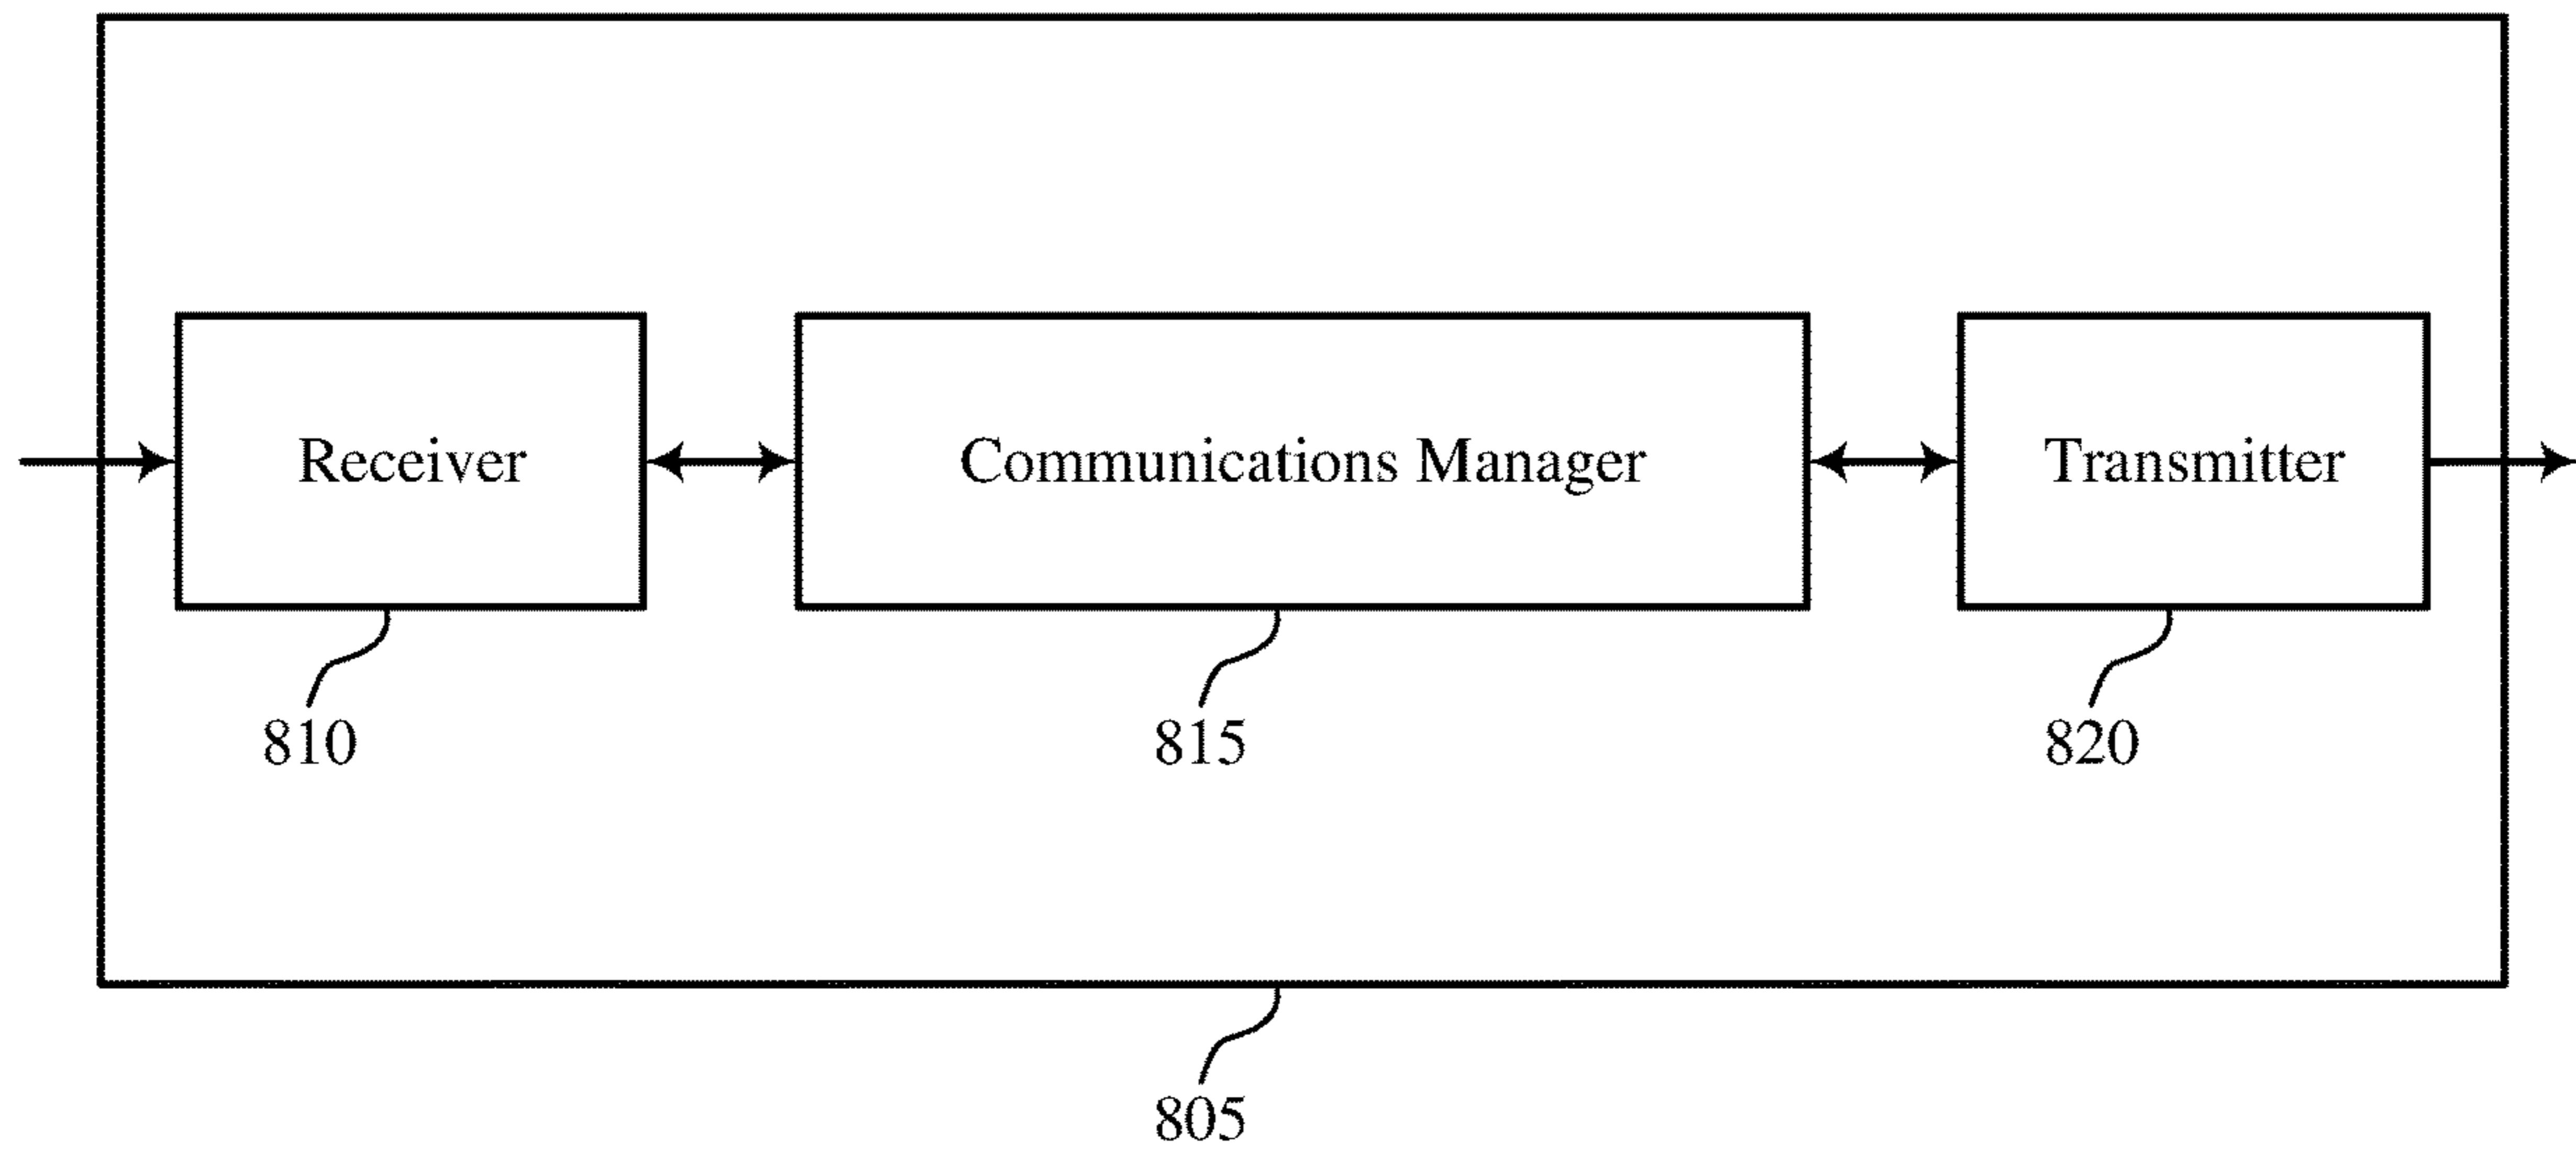 Receiver
Communications Manager
Transmitter
810
815
820
805